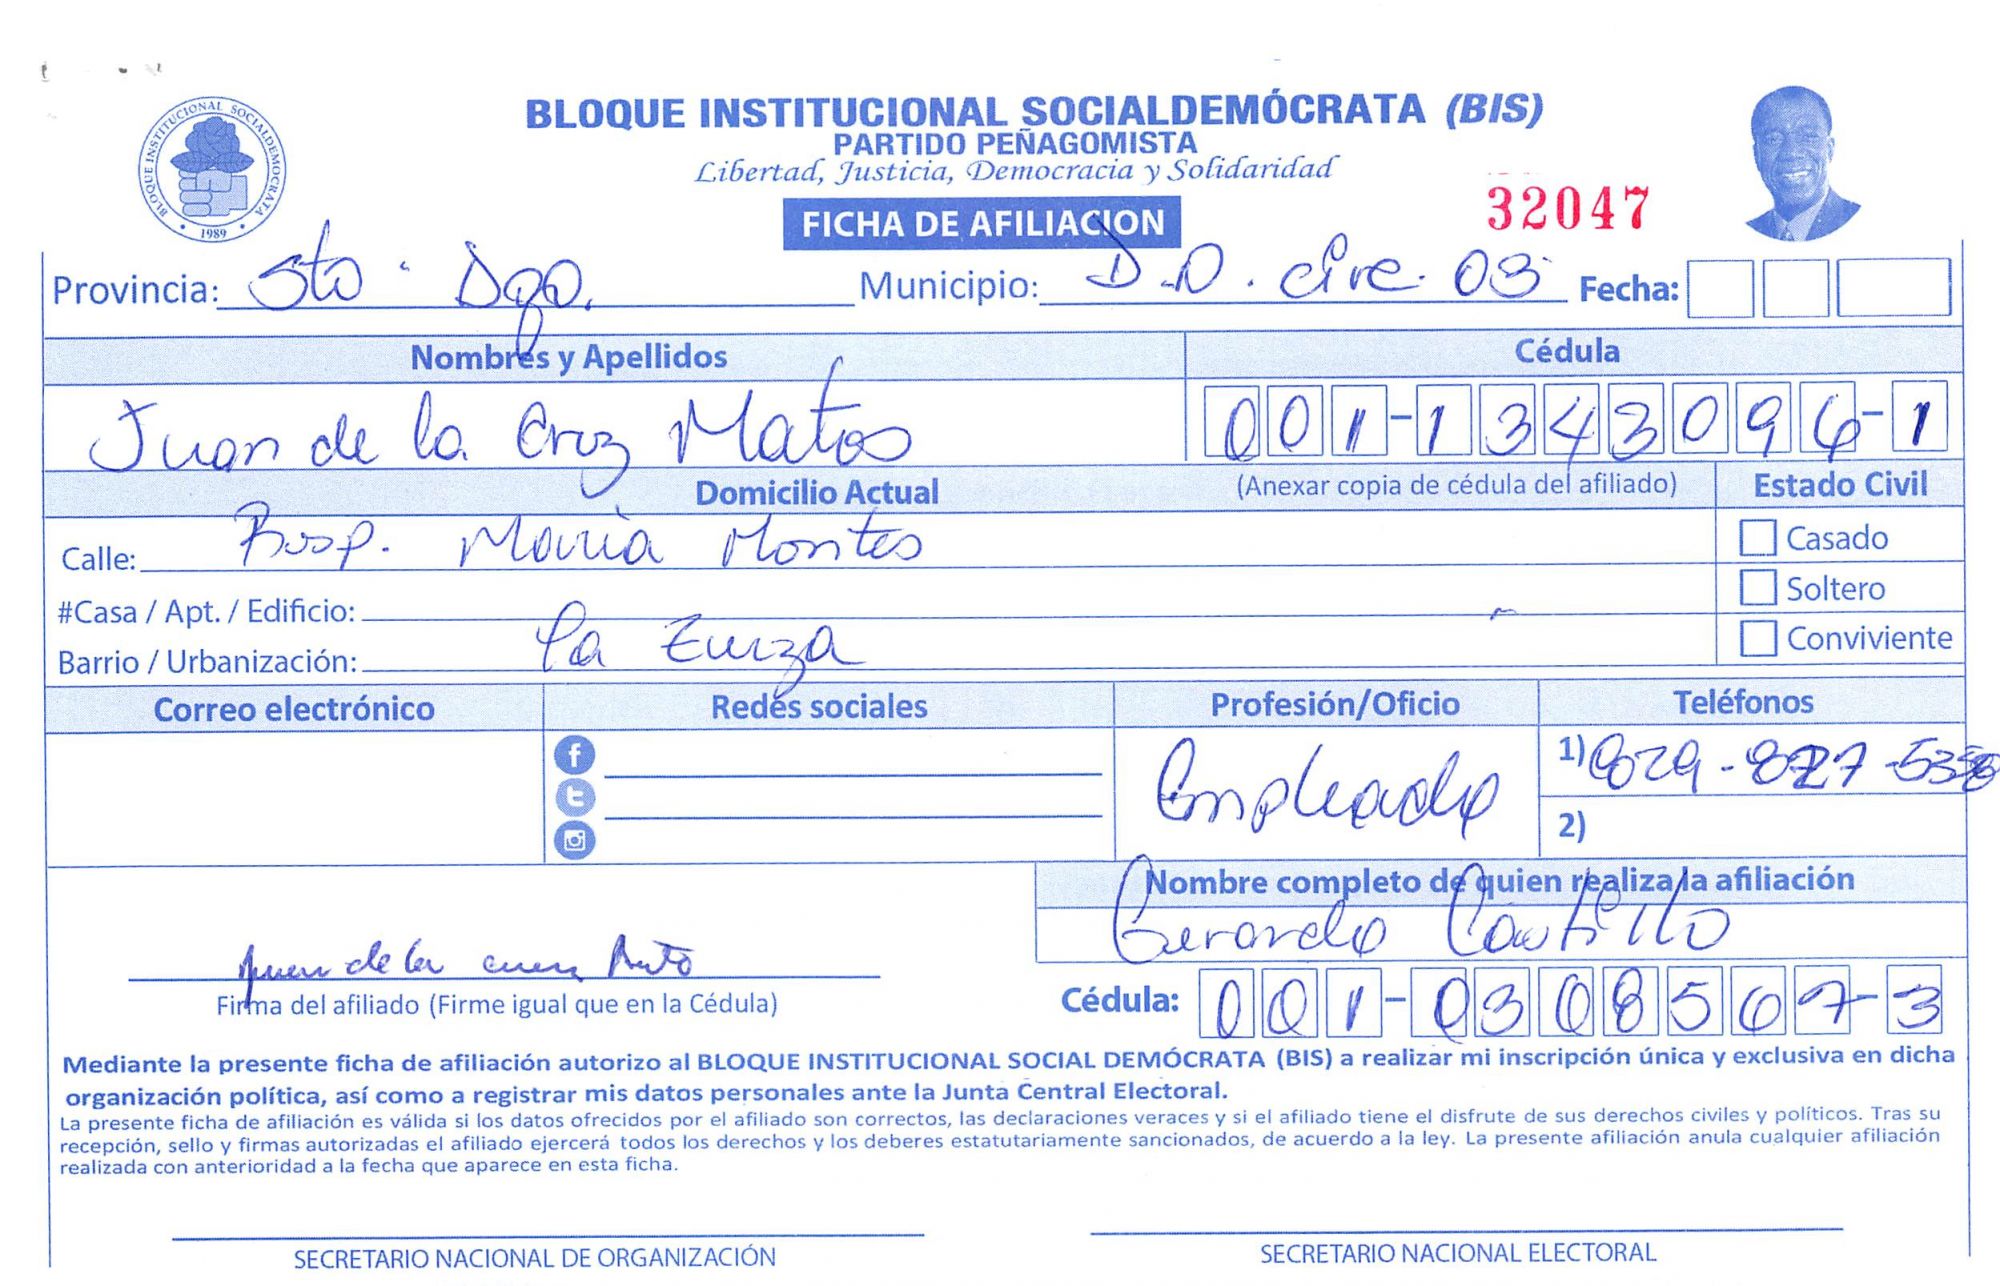 BLOQUE INSTITUCIONAL SOCIALDEMÓCRATA (BIS)
PARTIDO PEÑAGOMISTA
Libertad, Justicia, Democracia y Solidaridad
BLOQUE INSTITUCIONAL SOCIALDEMOCRATA
1989
32047
FICHA DE AFILIACION
Provincia: Sto. Dgo. Municipio: D.N. Circ. 03 Fecha:
Nombres y Apellidos Cédula
Juan de la Cruz Matos 001-1343096-1
Domicilio Actual (Anexar copia de cédula del afiliado) Estado Civil
Calle: Resp. Maria Montes Casado
#Casa / Apt. / Edificio: Soltero
Barrio / Urbanización: La Zurza Conviviente
Correo electrónico Redes sociales Profesión/Oficio Teléfonos
Empleado 1) 829-827-
2)
Nombre completo de quien realiza la afiliación
Gerardo Castillo
Juan de la
Firma del afiliado (Firme igual que en la Cédula) Cédula: 001-0308567-3
Mediante la presente ficha de afiliación autorizo al BLOQUE INSTITUCIONAL SOCIAL DEMÓCRATA (BIS) a realizar mi inscripción única y exclusiva en dicha
organización política, así como a registrar mis datos personales ante la Junta Central Electoral.
La presente ficha de afiliación es válida si los datos ofrecidos por el afiliado son correctos, las declaraciones veraces y si el afiliado tiene el disfrute de sus derechos civiles y políticos. Tras su
recepción, sello y firmas autorizadas el afiliado ejercerá todos los derechos y los deberes estatutariamente sancionados, de acuerdo a la ley. La presente afiliación anula cualquier afiliación
realizada con anterioridad a la fecha que aparece en esta ficha.
SECRETARIO NACIONAL DE ORGANIZACIÓN SECRETARIO NACIONAL ELECTORAL